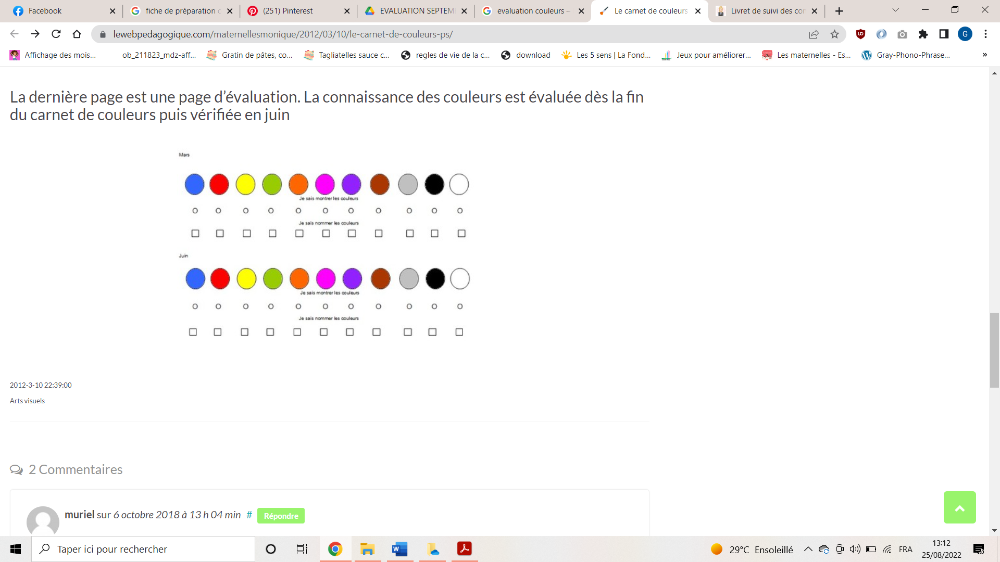 Facebook
fiche de préparation c
(251) Pinterest
EVALUATION SEPTEM
evaluation couleurs –
Le carnet de couleurs
Livret de suivi des con
lewebpedagogique.com/maternellesmonique/2012/03/10/le-carnet-de-couleurs-ps/
G
Affichage des mois...
ob_211823_mdz-aff...
Gratin de pâtes, co...
Tagliatelles sauce c...
regles de vie de la c...
download
Les 5 sens | La Fond...
Jeux pour améliorer...
Les maternelles - Es...
Gray-Phono-Phrase...
»
La dernière page est une page d’évaluation. La connaissance des couleurs est évaluée dès la fin
du carnet de couleurs puis vérifiée en juin
Mars
Je sais montrer les couleurs
Je sais nommer les couleurs
Juin
Je sais montrer les couleurs
Je sais nommer les couleurs
2012-3-10 22:39:00
Arts visuels
2 Commentaires
muriel sur 6 octobre 2018 à 13 h 04 min # Répondre
Taper ici pour rechercher
29°C Ensoleillé
FRA
13:12
25/08/2022